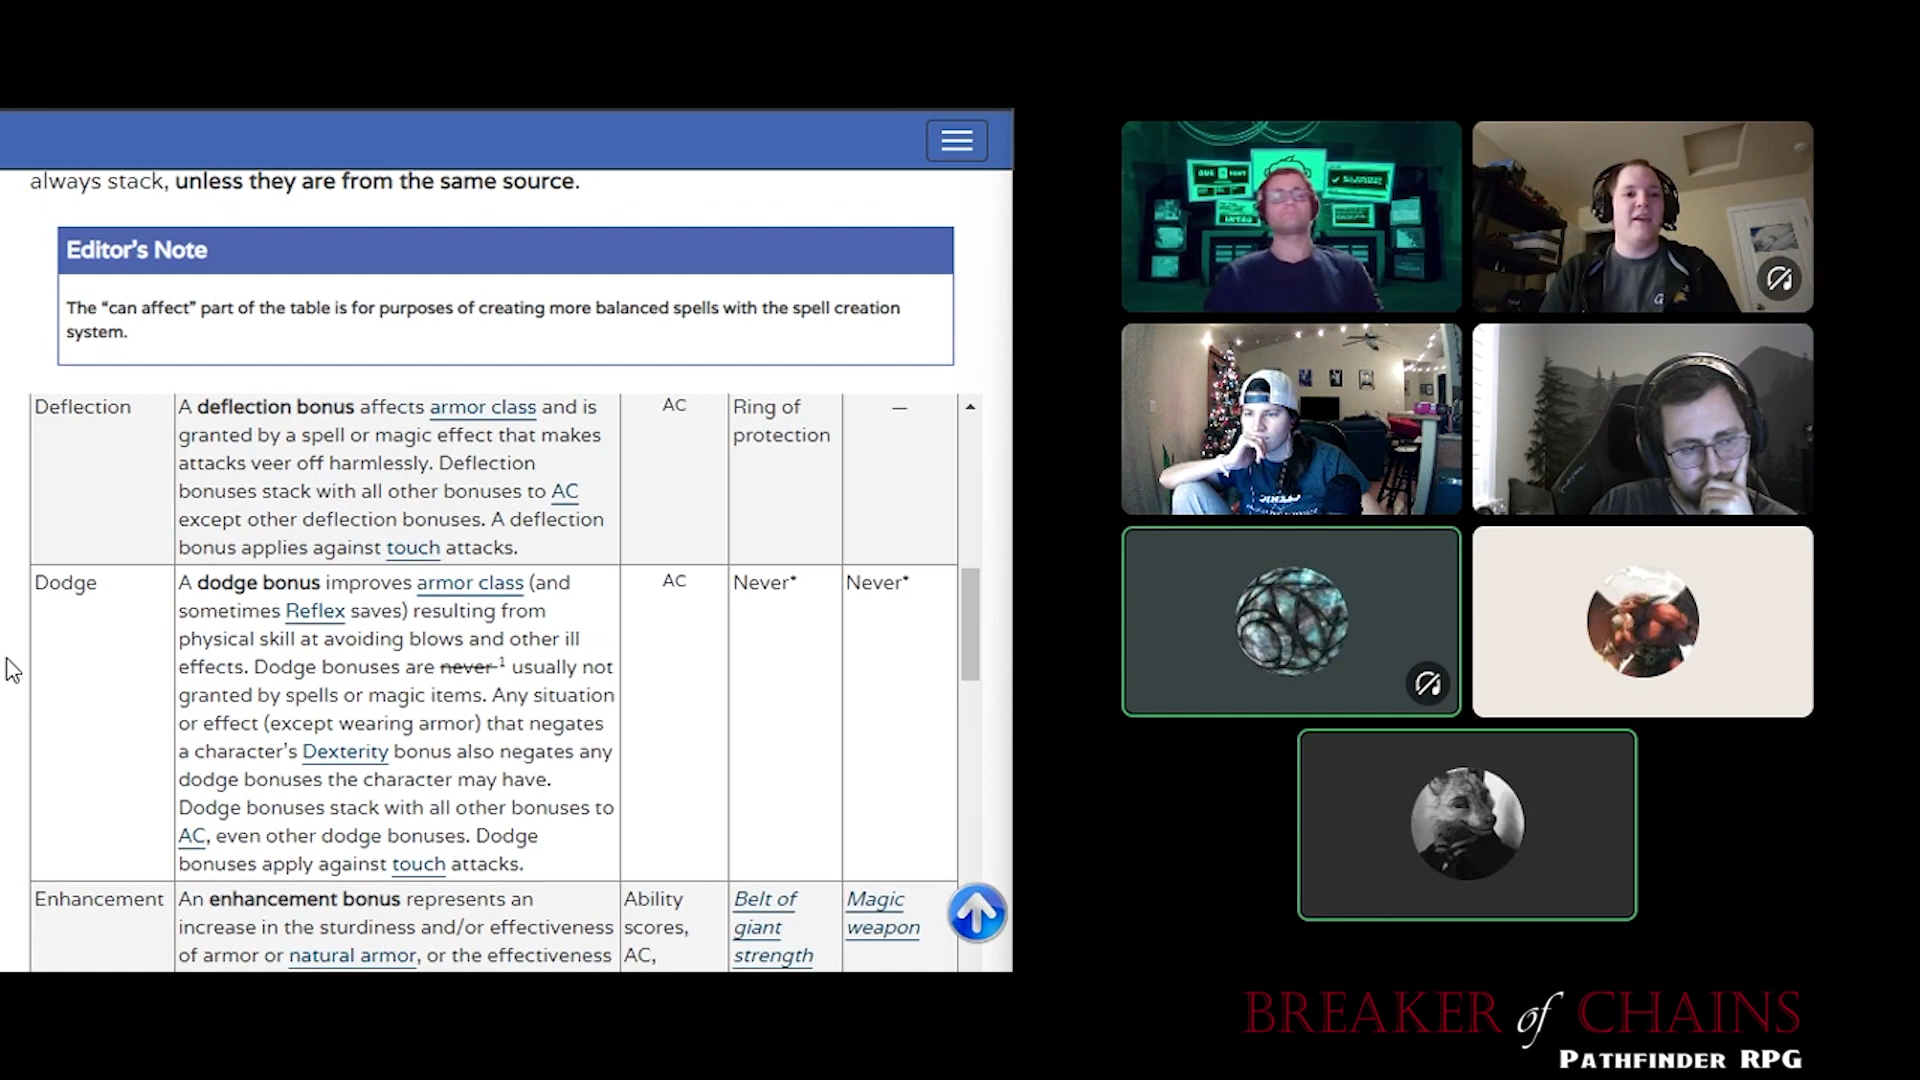 always stack, unless they are from the same source.
Editor's Note
The “can affect” part of the table is for purposes of creating more balanced spells with the spell creation
system.
Deflection
A deflection bonus affects armor class and is
granted by a spell or magic effect that makes
attacks veer off harmlessly. Deflection
bonuses stack with all other bonuses to AC
except other deflection bonuses. A deflection
bonus applies against touch attacks.
AC
Ring of
protection
—
Dodge
A dodge bonus improves armor class (and
sometimes Reflex saves) resulting from
physical skill at avoiding blows and other ill
effects. Dodge bonuses are never 1 usually not
granted by spells or magic items. Any situation
or effect (except wearing armor) that negates
a character's Dexterity bonus also negates any
dodge bonuses the character may have.
Dodge bonuses stack with all other bonuses to
AC, even other dodge bonuses. Dodge
bonuses apply against touch attacks.
AC
Never*
Never*
Enhancement
An enhancement bonus represents an
increase in the sturdiness and/or effectiveness
of armor or natural armor, or the effectiveness
Ability
scores,
AC,
Belt of
giant
strength
Magic
weapon
BREAKER of CHAINS
PATHFINDER RPG